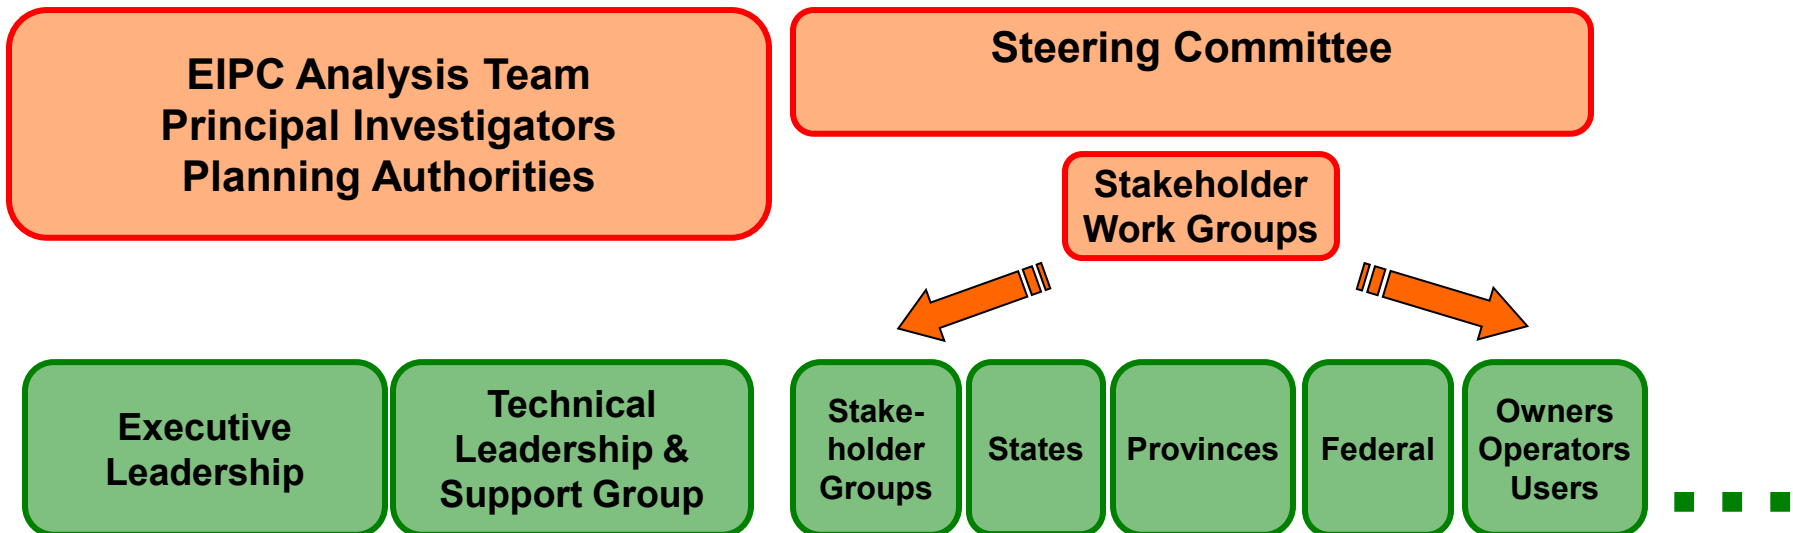 EIPC Analysis Team
Principal Investigators
Planning Authorities
Steering Committee
Stakeholder
Work Groups
Executive
Leadership
Technical
Leadership &
Support Group
Stake-
holder
Groups
States
Provinces
Federal
Owners
Operators
Users
...